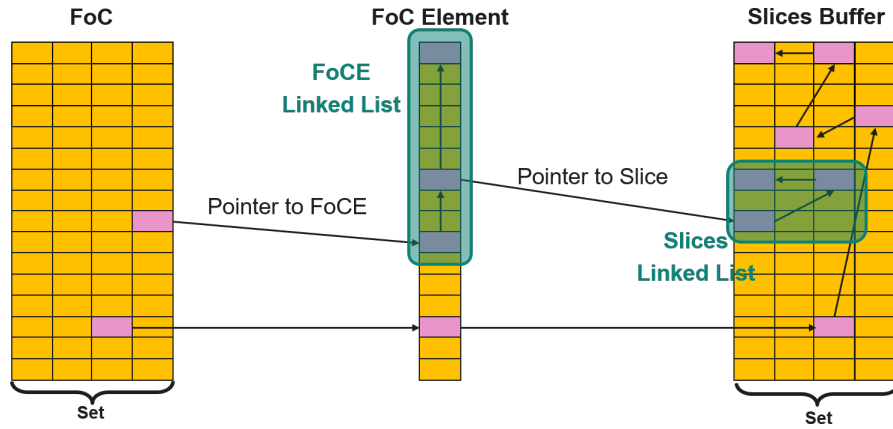 FoC
FoC Element
Slices Buffer
FoCE
Linked List
Pointer to FoCE
Pointer to Slice
Slices
Linked List
Set
Set